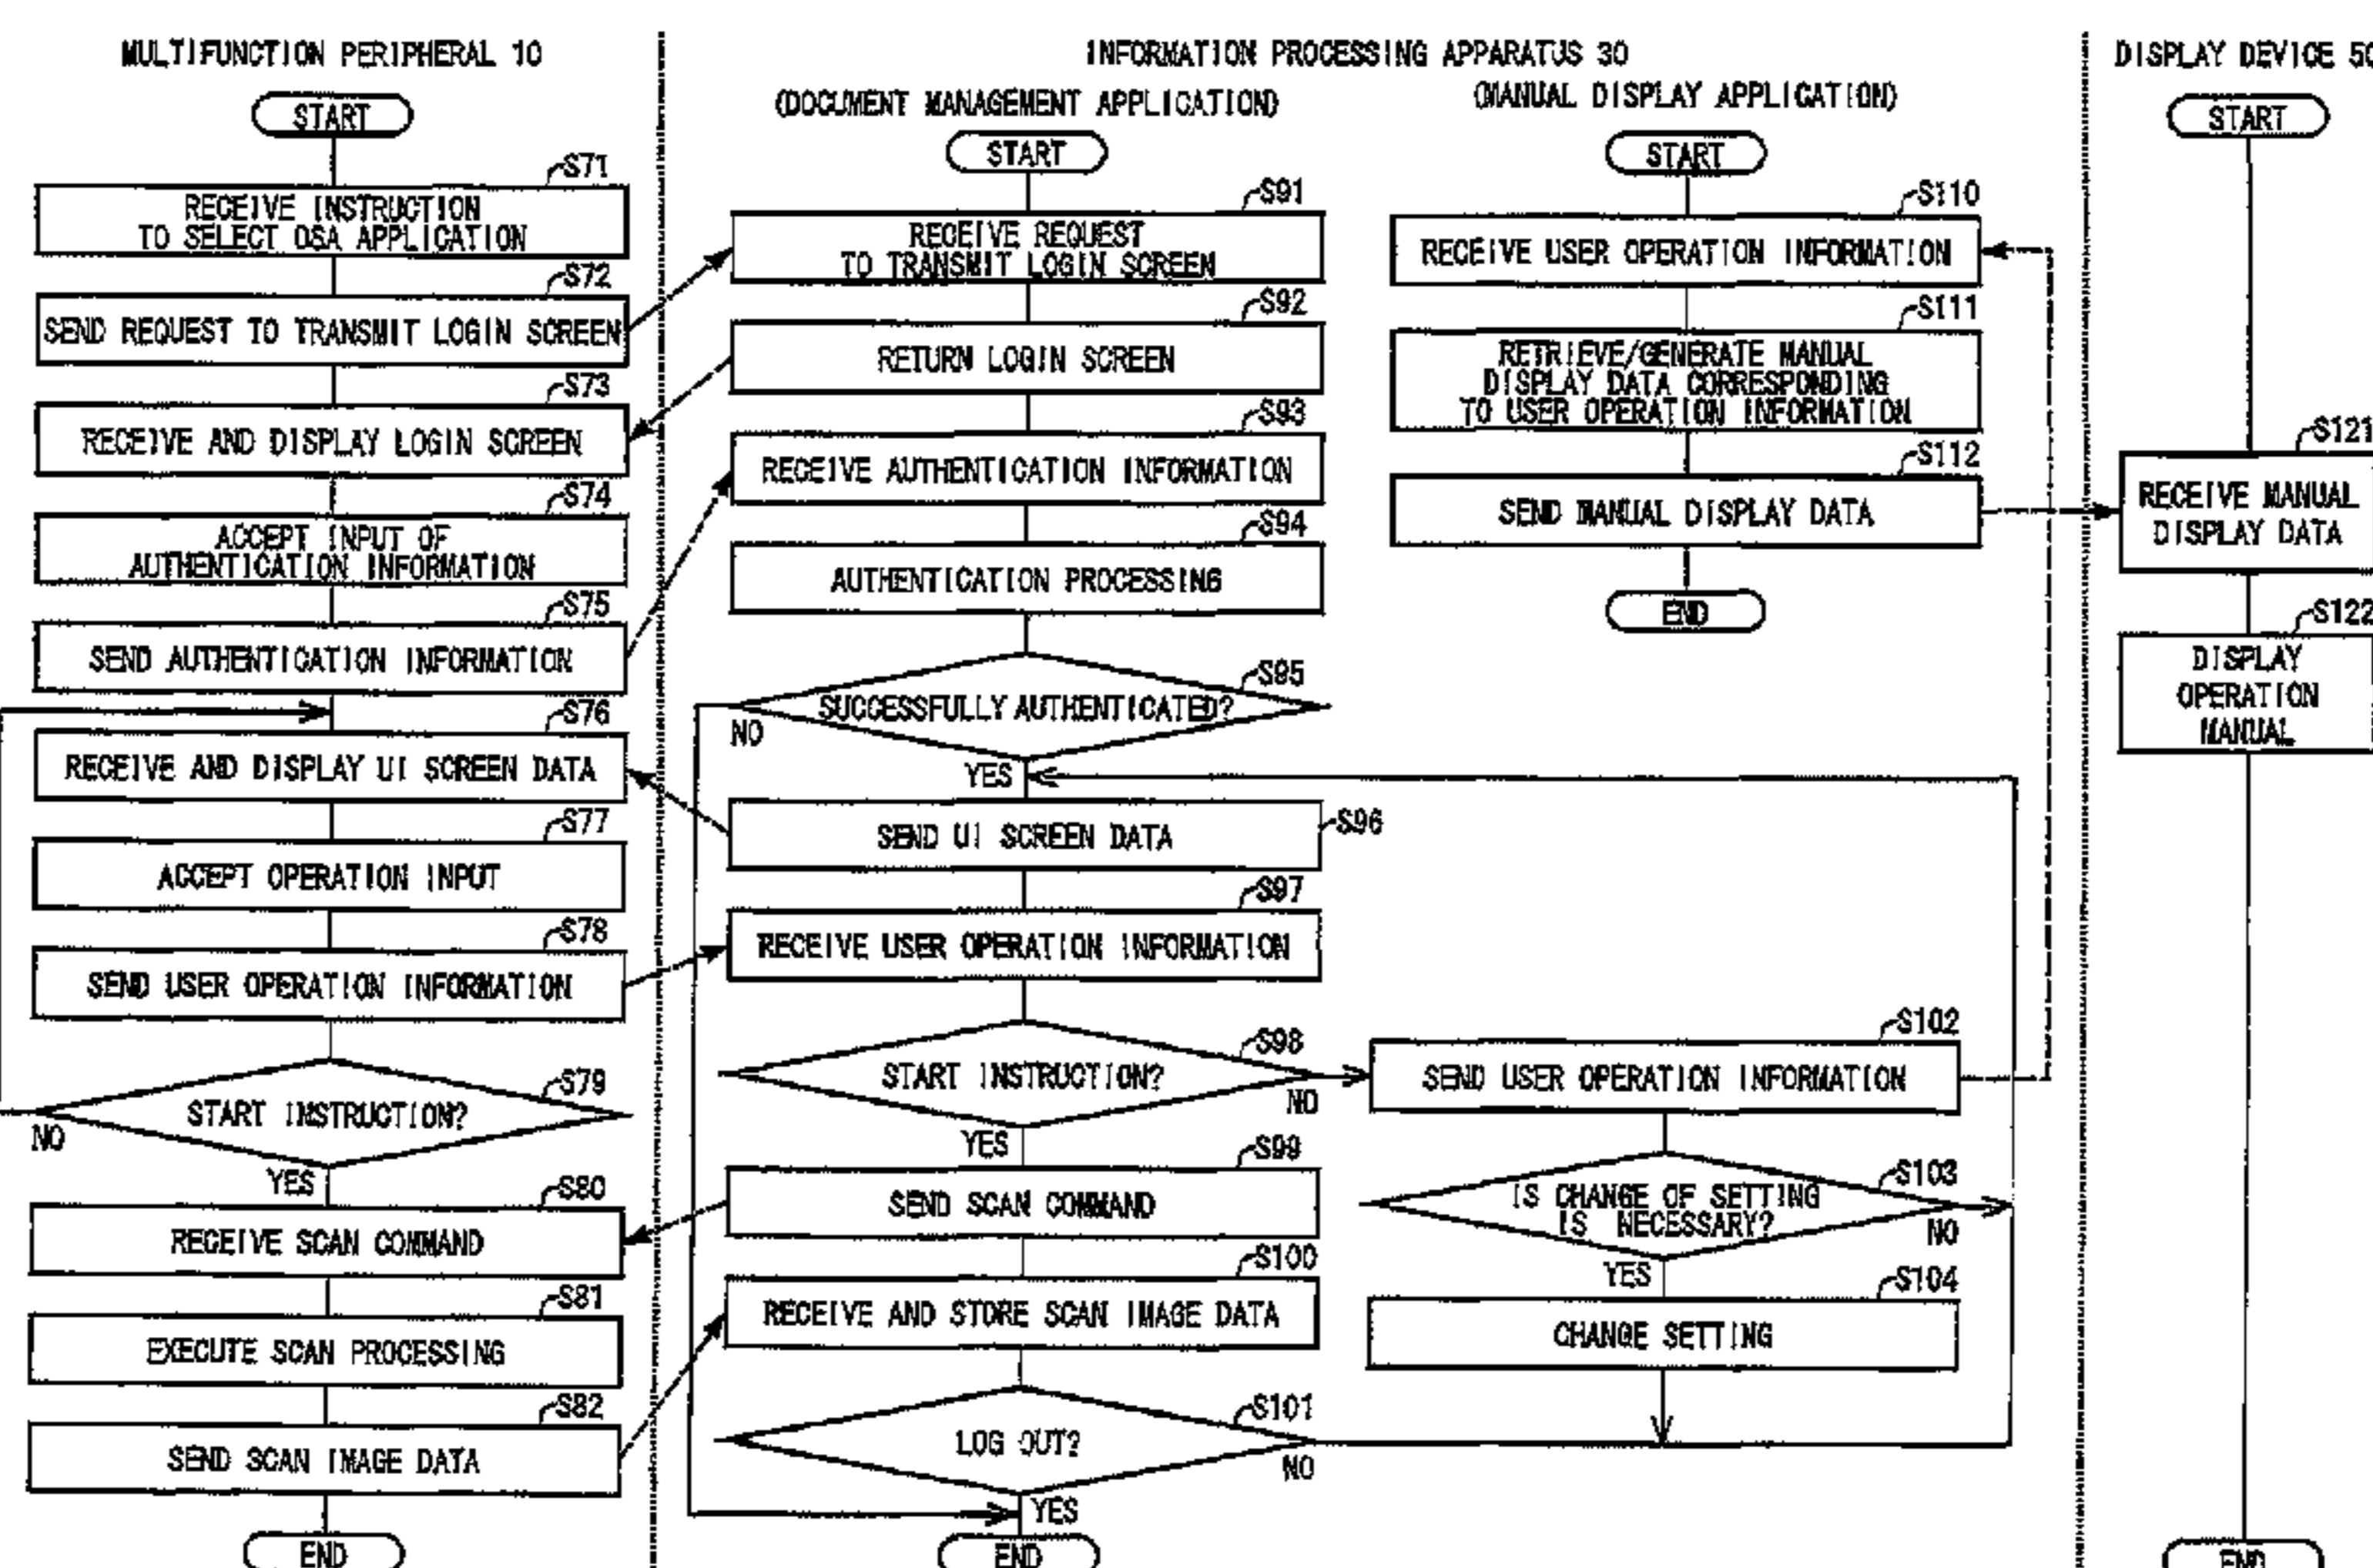 MULTIFUNCTION PERIPHERAL 10
START
S71
RECEIVE INSTRUCTION
TO SELECT OSA APPLICATION
S72
SEND REQUEST TO TRANSMIT LOGIN SCREEN
S73
RECEIVE AND DISPLAY LOGIN SCREEN
S74
ACCEPT INPUT OF
AUTHENTICATION INFORMATION
S75
SEND AUTHENTICATION INFORMATION
S76
RECEIVE AND DISPLAY UI SCREEN DATA
S77
ACCEPT OPERATION INPUT
S78
SEND USER OPERATION INFORMATION
S79
START INSTRUCTION?
NO
YES
S80
RECEIVE SCAN COMMAND
S81
EXECUTE SCAN PROCESSING
S82
SEND SCAN IMAGE DATA
END
INFORMATION PROCESSING APPARATUS 30
(DOCUMENT MANAGEMENT APPLICATION)
START
S91
RECEIVE REQUEST
TO TRANSMIT LOGIN SCREEN
S92
RETURN LOGIN SCREEN
S93
RECEIVE AUTHENTICATION INFORMATION
S94
AUTHENTICATION PROCESSING
S95
SUCCESSFULLY AUTHENTICATED?
NO
YES
S96
SEND UI SCREEN DATA
S97
RECEIVE USER OPERATION INFORMATION
S98
START INSTRUCTION?
NO
YES
S99
SEND SCAN COMMAND
S100
RECEIVE AND STORE SCAN IMAGE DATA
S101
LOG OUT?
NO
YES
END
S102
SEND USER OPERATION INFORMATION
S103
IS CHANGE OF SETTING
IS NECESSARY?
NO
YES
S104
CHANGE SETTING
(MANUAL DISPLAY APPLICATION)
START
S110
RECEIVE USER OPERATION INFORMATION
S111
RETRIEVE/GENERATE MANUAL
DISPLAY DATA CORRESPONDING
TO USER OPERATION INFORMATION
S112
SEND MANUAL DISPLAY DATA
END
DISPLAY DEVICE 50
START
S121
RECEIVE MANUAL
DISPLAY DATA
S122
DISPLAY
OPERATION
MANUAL
END